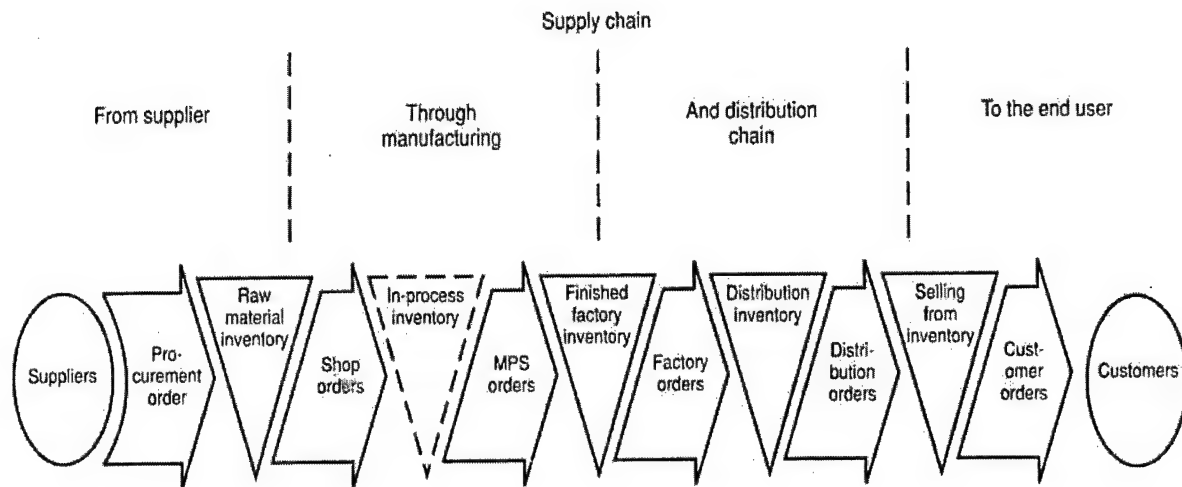 Supply chain
From supplier
Through
manufacturing
And distribution
chain
To the end user
Suppliers
Pro-
curement
order
Raw
material
inventory
Shop
orders
In-process
inventory
MPS
orders
Finished
factory
inventory
Factory
orders
Distribution
inventory
Distri-
bution orders
Selling
from
inventory
Cust-
omer
orders
Customers